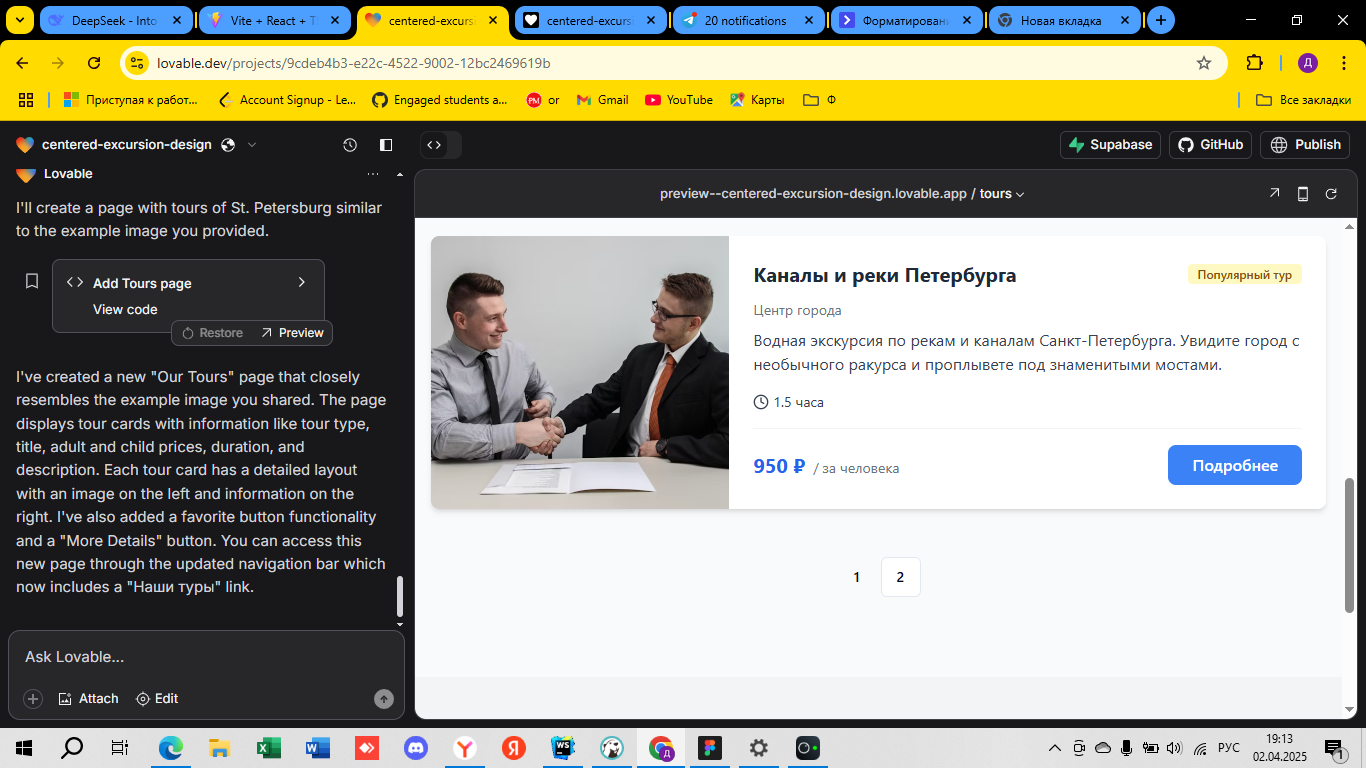 DeepSeek - Into
Vite + React + T
centered-excurs
centered-excurs
20 notifications
Форматирован
Новая вкладка
lovable.dev/projects/9cdeb4b3-e22c-4522-9002-12bc2469619b
Д
Приступая к работ...
Account Signup - Le...
Engaged students a...
PM
or
Gmail
YouTube
Карты
Ф
Все закладки
centered-excursion-design
Supabase
GitHub
Publish
Lovable
preview--centered-excursion-design.lovable.app / tours
I'll create a page with tours of St. Petersburg similar
to the example image you provided.
Add Tours page
View code
Restore
Preview
I've created a new "Our Tours" page that closely
resembles the example image you shared. The page
displays tour cards with information like tour type,
title, adult and child prices, duration, and
description. Each tour card has a detailed layout
with an image on the left and information on the
right. I've also added a favorite button functionality
and a "More Details" button. You can access this
new page through the updated navigation bar which
now includes a "Наши туры" link.
Ask Lovable...
Attach
Edit
Каналы и реки Петербурга
Популярный тур
Центр города
Водная экскурсия по рекам и каналам Санкт-Петербурга. Увидите город с
необычного ракурса и проплывете под знаменитыми мостами.
1.5 часа
950 ₽ / за человека
Подробнее
1
2
WS
Д
РУС
19:13
02.04.2025
1